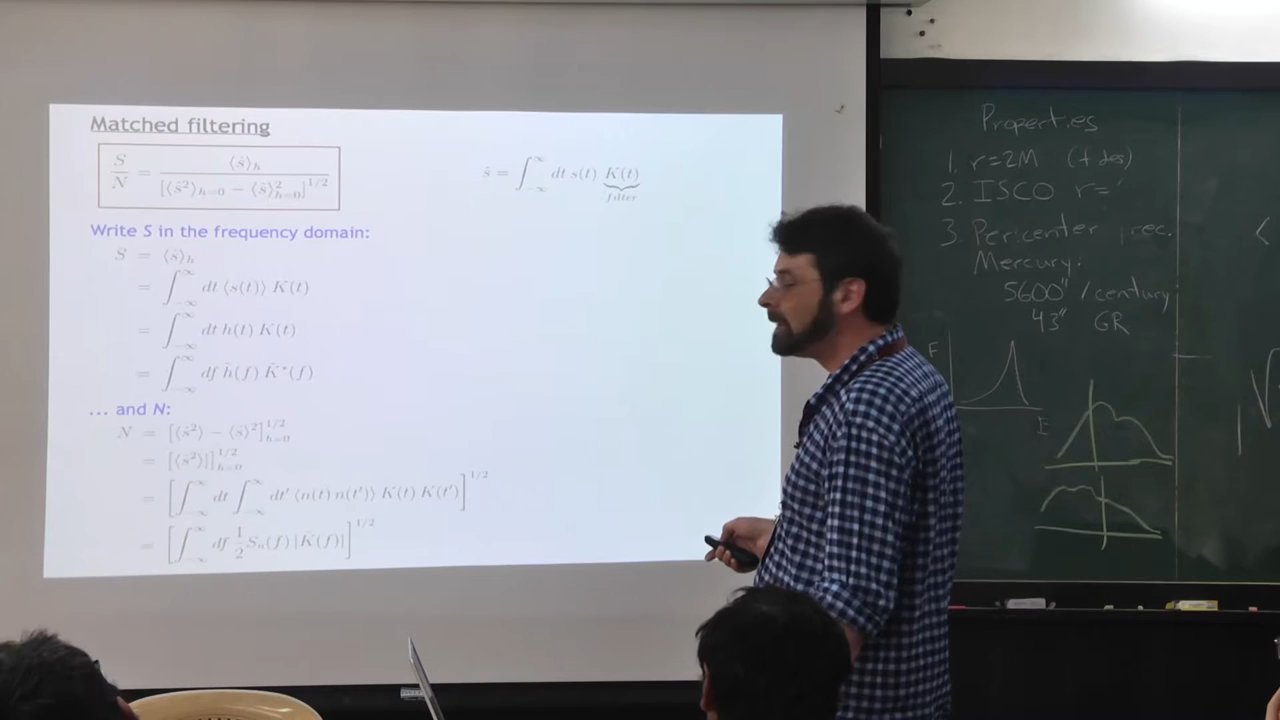 Matched filtering
S/N = ⟨ŝ⟩_h / [⟨ŝ²⟩_{h=0} − ⟨ŝ⟩²_{h=0}]^{1/2}
ŝ = ∫_{−∞}^{∞} dt s(t) K(t)
filter
Write S in the frequency domain:
S = ⟨ŝ⟩_h
= ∫_{−∞}^{∞} dt ⟨s(t)⟩ K(t)
= ∫_{−∞}^{∞} dt h(t) K(t)
= ∫_{−∞}^{∞} df h̃(f) K̃*(f)
... and N:
N = [⟨ŝ²⟩ − ⟨ŝ⟩²]^{1/2}_{h=0}
= [⟨ŝ²⟩|]^{1/2}_{h=0}
= [∫_{−∞}^{∞} dt ∫_{−∞}^{∞} dt′ ⟨n(t) n(t′)⟩ K(t) K(t′)]^{1/2}
= [∫_{−∞}^{∞} df 1/2 S_n(f) |K̃(f)|]^{1/2}
Properties
1. r=2M
2. ISCO r=
3. Pericenter
Mercury:
5600" / century
43" GR
F
E